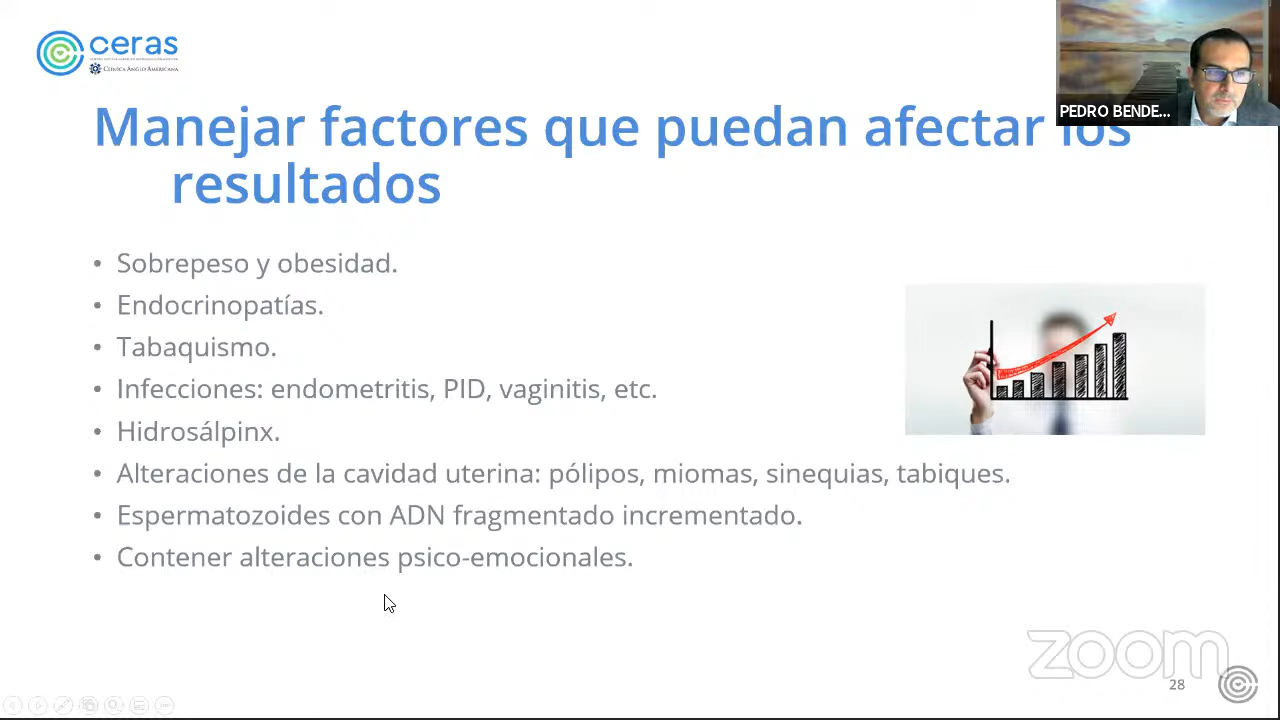 ceras
CLÍNICA ANGLO AMERICANA
PEDRO BENDE...
Manejar factores que puedan afectar los
resultados
• Sobrepeso y obesidad.
• Endocrinopatías.
• Tabaquismo.
• Infecciones: endometritis, PID, vaginitis, etc.
• Hidrosálpinx.
• Alteraciones de la cavidad uterina: pólipos, miomas, sinequias, tabiques.
• Espermatozoides con ADN fragmentado incrementado.
• Contener alteraciones psico-emocionales.
zoom
28